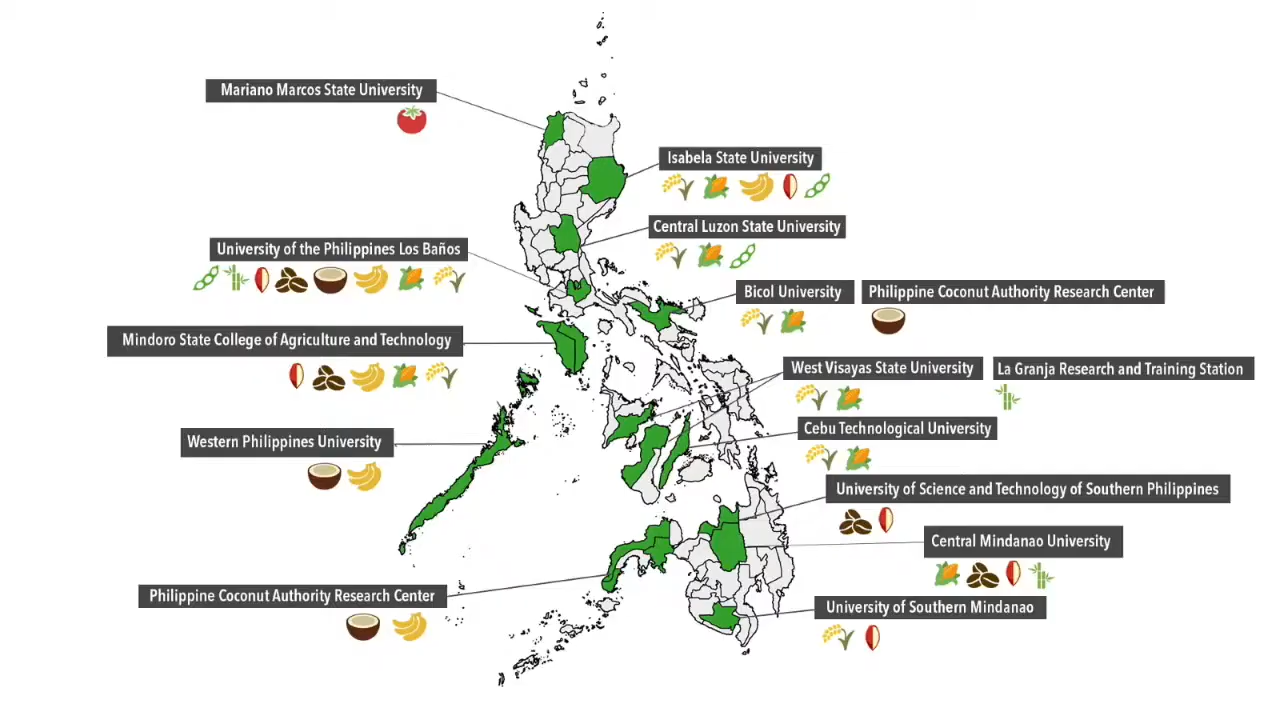 Mariano Marcos State University
Isabela State University
Central Luzon State University
University of the Philippines Los Baños
Bicol University
Philippine Coconut Authority Research Center
Mindoro State College of Agriculture and Technology
West Visayas State University
La Granja Research and Training Station
Cebu Technological University
Western Philippines University
University of Science and Technology of Southern Philippines
Central Mindanao University
Philippine Coconut Authority Research Center
University of Southern Mindanao